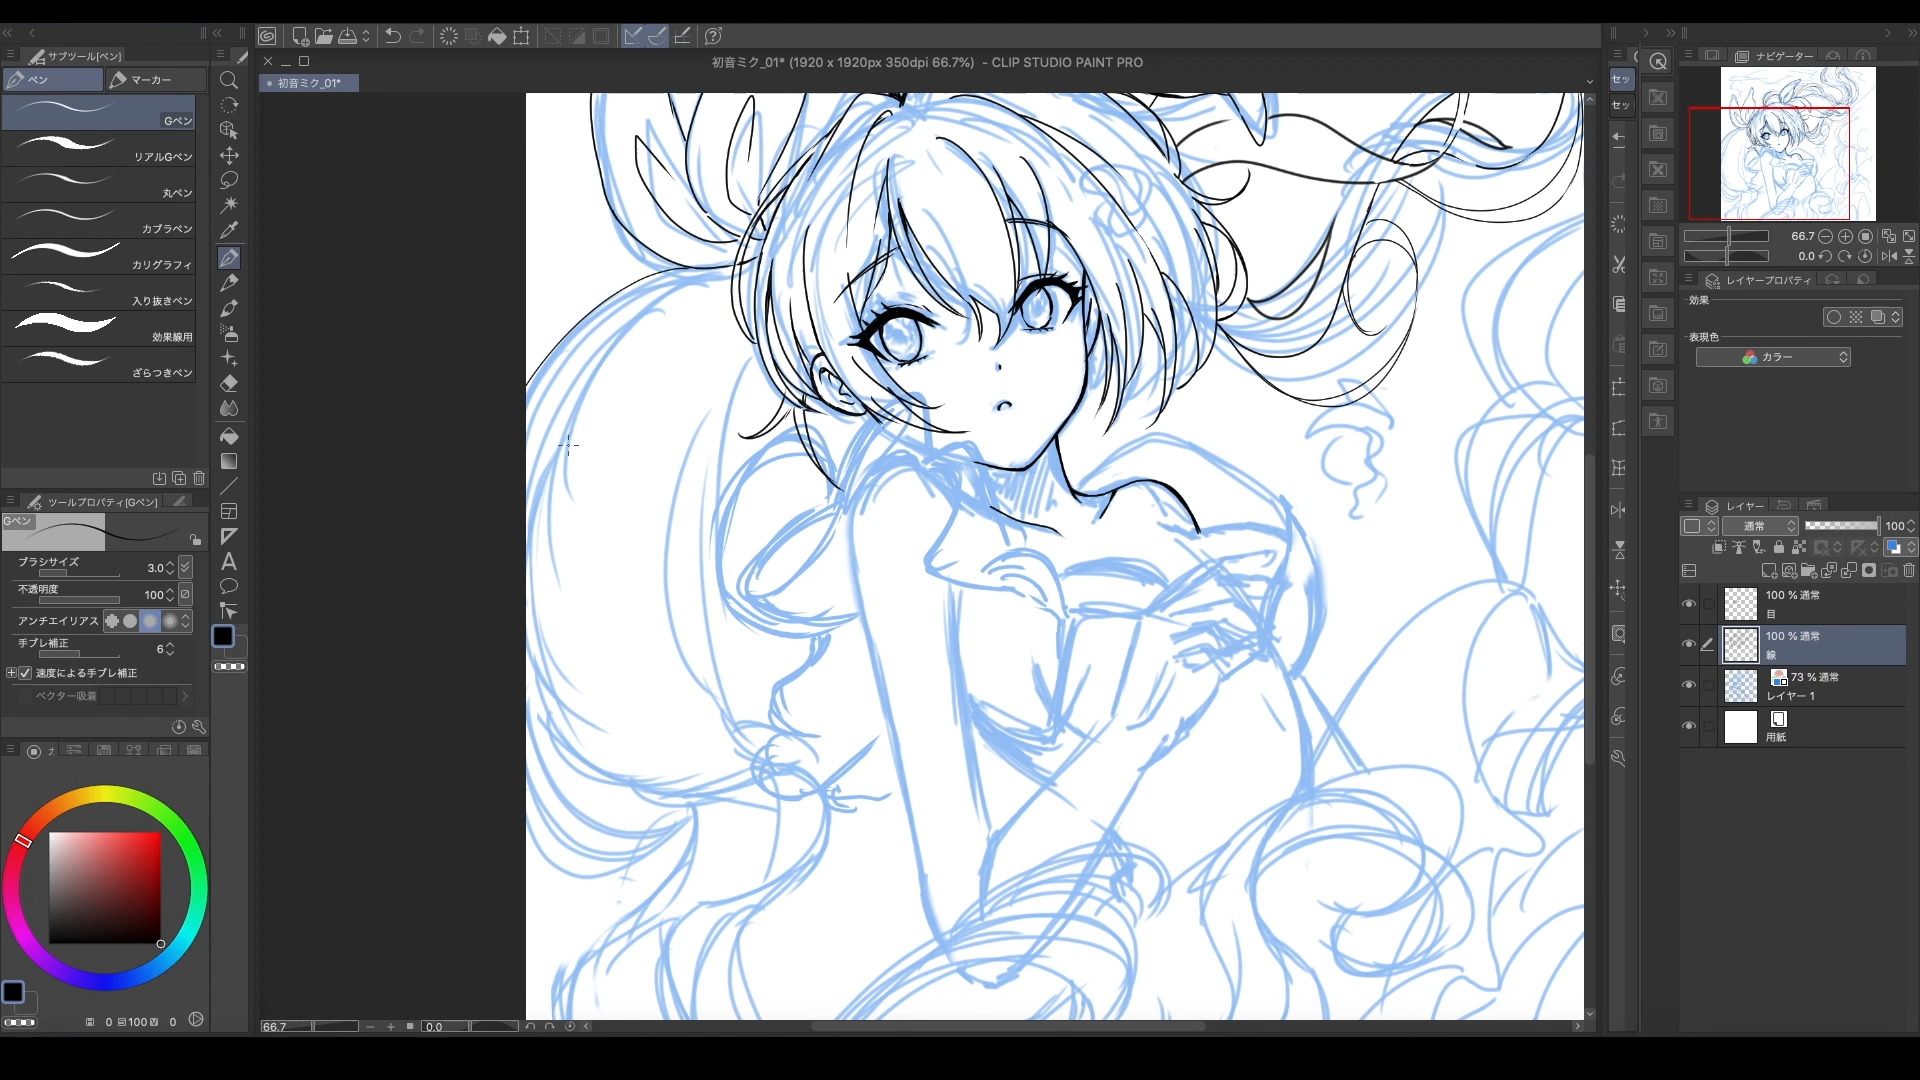 初音ミク_01* (1920 x 1920px 350dpi 66.7%) - CLIP STUDIO PAINT PRO
初音ミク_01*
サブツール[ペン]
ペン
マーカー
Gペン
リアルGペン
丸ペン
カブラペン
カリグラフィ
入り抜きペン
効果線用
ざらつきペン
ツールプロパティ[Gペン]
Gペン
ブラシサイズ 3.0
不透明度 100
アンチエイリアス
手ブレ補正 6
速度による手ブレ補正
ベクター吸着
H 0 S 100 V 0
66.7
0.0
セッ
セッ
ナビゲーター
66.7
0.0
レイヤープロパティ
効果
表現色
カラー
レイヤー
通常 100
100 % 通常
目
100 % 通常
線
73 % 通常
レイヤー 1
用紙